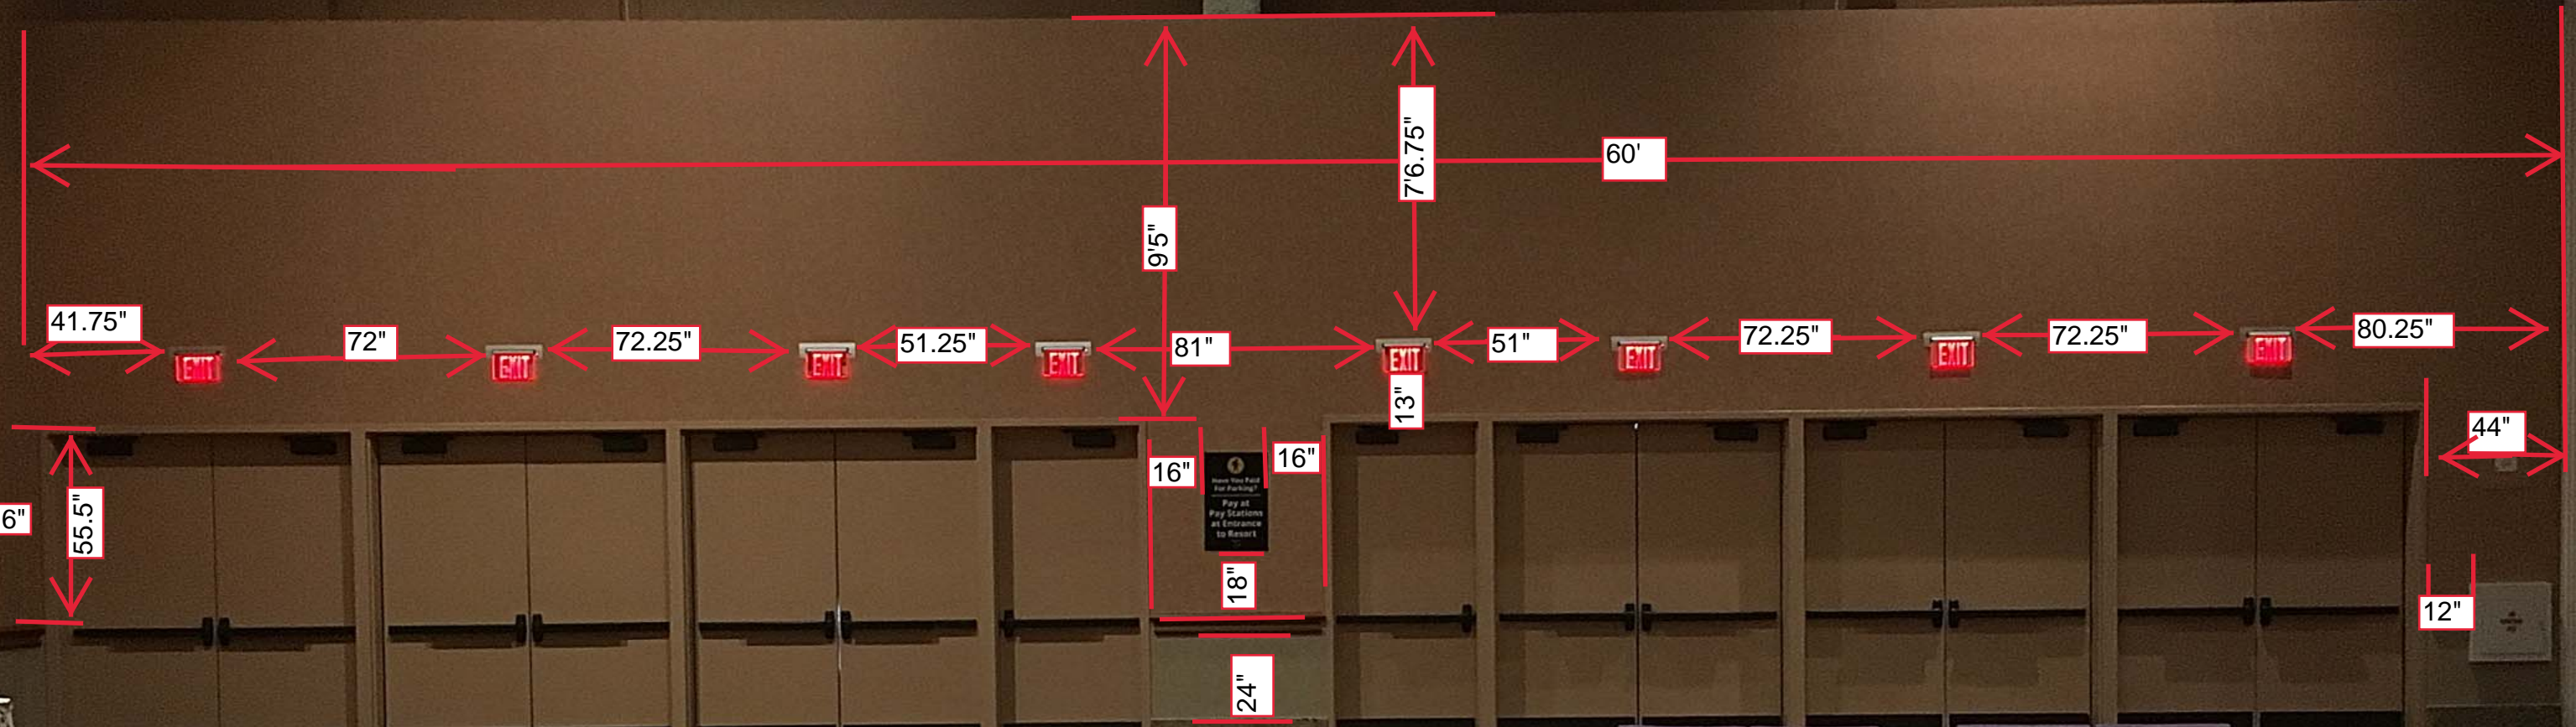 7'6.75"
60'
9'5"
41.75"
72"
72.25"
51.25"
81"
51"
72.25"
72.25"
80.25"
EXIT
EXIT
EXIT
EXIT
EXIT
EXIT
EXIT
EXIT
13"
44"
16"
16"
Have You Paid
For Parking?
Pay at
Pay Stations
at Entrance
to Resort
6"
55.5"
18"
12"
24"